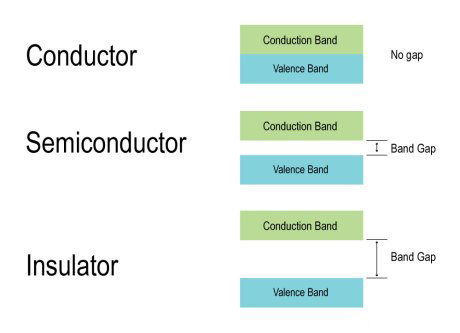 Conductor
Conduction Band
Valence Band
No gap
Semiconductor
Conduction Band
Valence Band
Band Gap
Insulator
Conduction Band
Valence Band
Band Gap